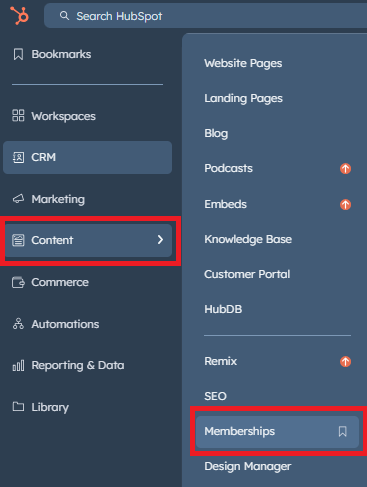 Search HubSpot
Bookmarks
Workspaces
CRM
Marketing
Content
Commerce
Automations
Reporting & Data
Library
Website Pages
Landing Pages
Blog
Podcasts
Embeds
Knowledge Base
Customer Portal
HubDB
Remix
SEO
Memberships
Design Manager